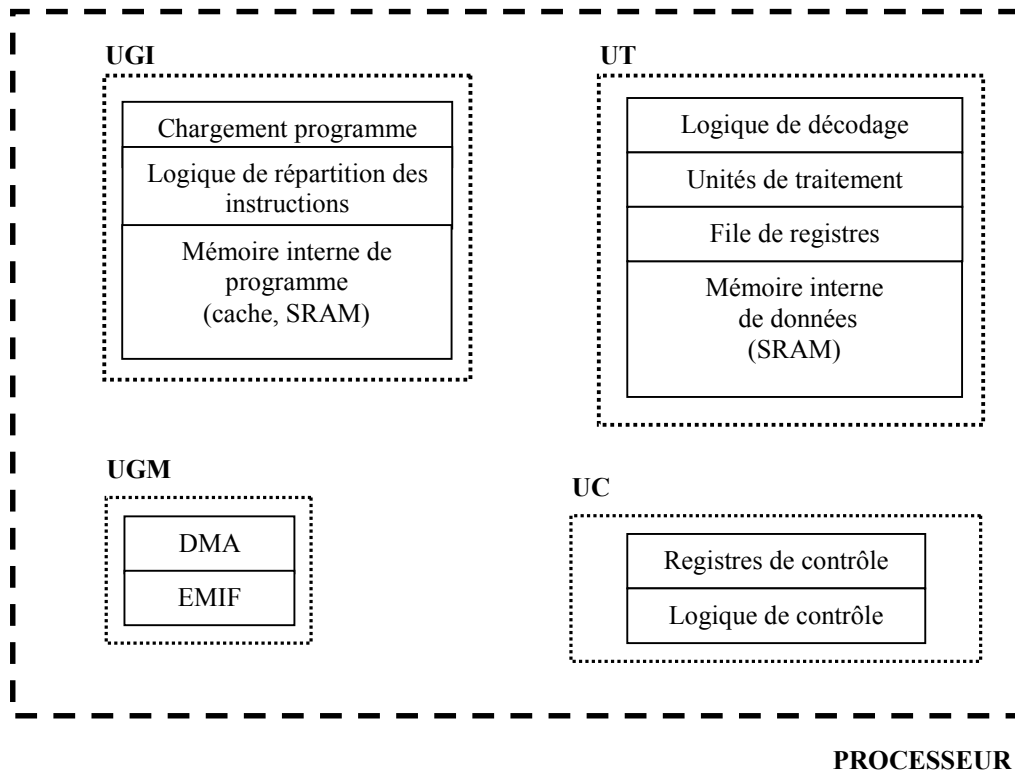 UGI
Chargement programme
Logique de répartition des
instructions
Mémoire interne de
programme
(cache, SRAM)
UT
Logique de décodage
Unités de traitement
File de registres
Mémoire interne
de données
(SRAM)
UGM
DMA
EMIF
UC
Registres de contrôle
Logique de contrôle
PROCESSEUR